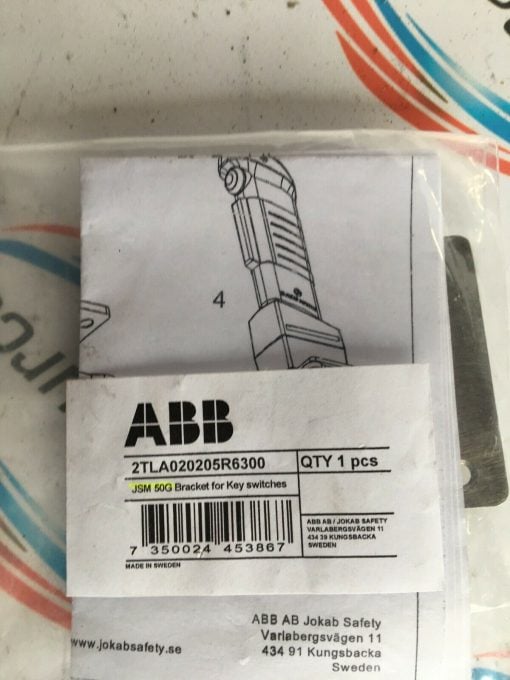 4
ABB
2TLA020205R6300
QTY 1 pcs
JSM 50G Bracket for Key switches
7 350024 453867
MADE IN SWEDEN
ABB AB / JOKAB SAFETY
VARLABERGSVÄGEN 11
434 39 KUNGSBACKA
SWEDEN
www.jokabsafety.se
ABB AB Jokab Safety
Varlabergsvägen 11
434 91 Kungsbacka
Sweden